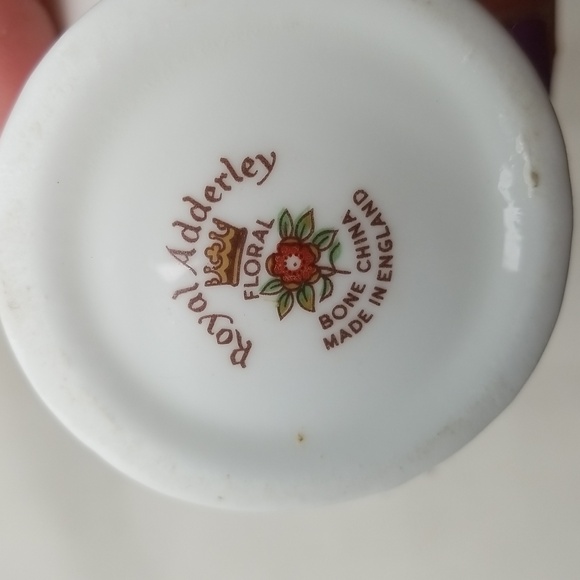 Royal Adderley
FLORAL
BONE CHINA
MADE IN ENGLAND